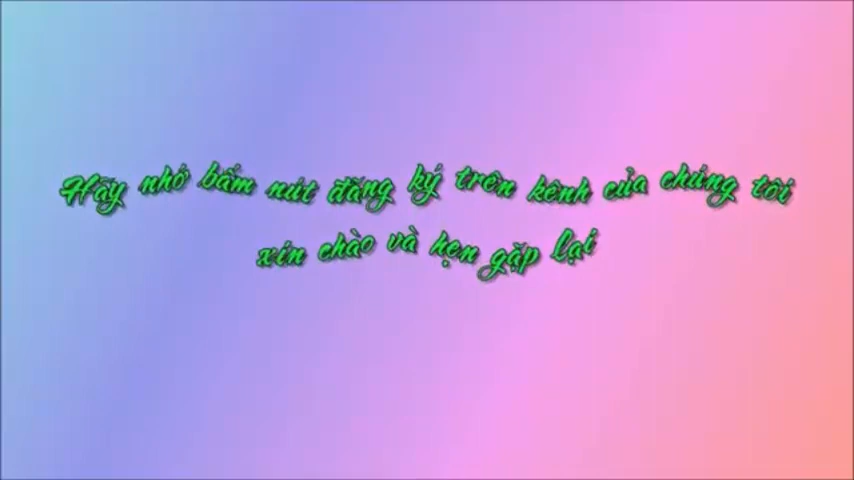 Hãy nhớ bấm nút đăng ký trên kênh của chúng tôi
xin chào và hẹn gặp lại